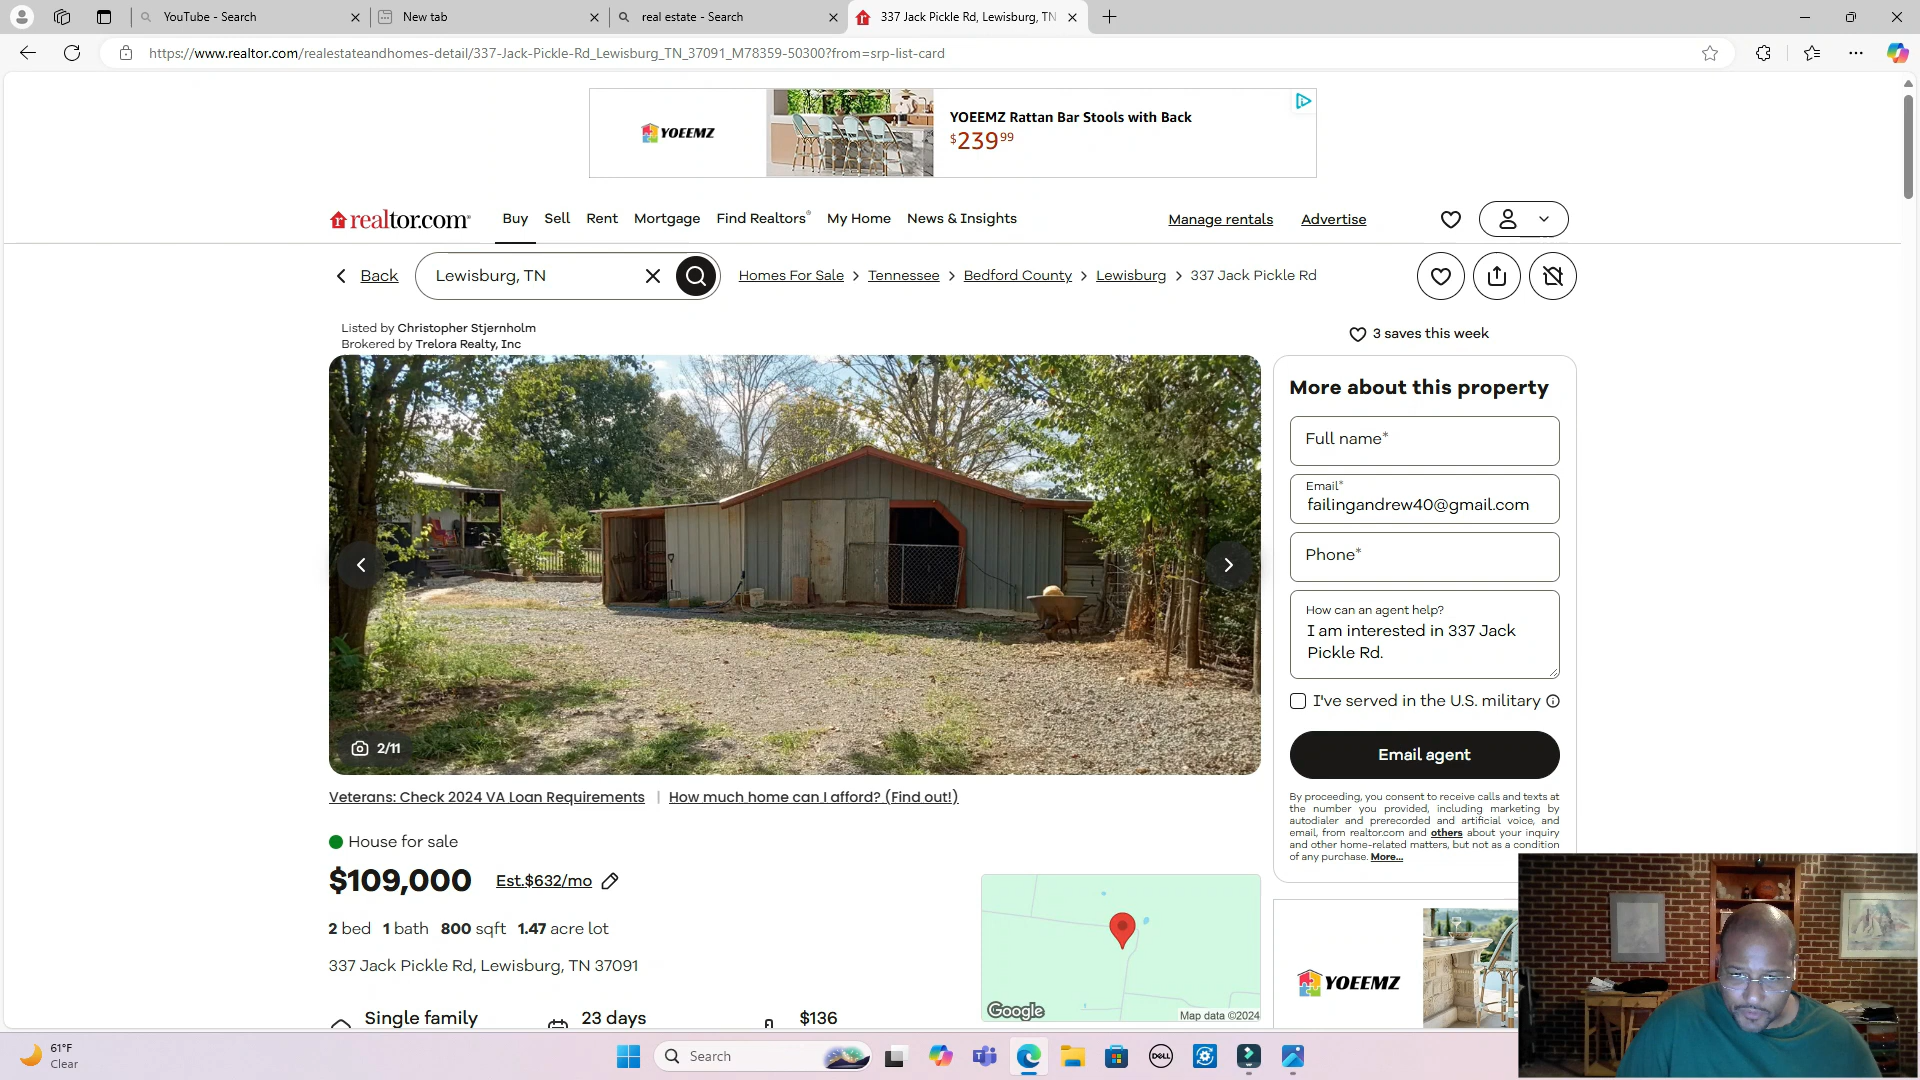 YouTube - Search
New tab
real estate - Search
337 Jack Pickle Rd, Lewisburg, TN
https://www.realtor.com/realestateandhomes-detail/337-Jack-Pickle-Rd_Lewisburg_TN_37091_M78359-50300?from=srp-list-card
YOEEMZ
YOEEMZ Rattan Bar Stools with Back
$239 99
realtor.com
Buy Sell Rent Mortgage Find Realtors® My Home News & Insights
Manage rentals Advertise
Back
Lewisburg, TN
Homes For Sale > Tennessee > Bedford County > Lewisburg > 337 Jack Pickle Rd
Listed by Christopher Stjernholm
Brokered by Trelora Realty, Inc
3 saves this week
More about this property
Full name*
Email*
failingandrew40@gmail.com
Phone*
How can an agent help?
I am interested in 337 Jack
Pickle Rd.
I've served in the U.S. military
Email agent
By proceeding, you consent to receive calls and texts at
the number you provided, including marketing by
autodialer and prerecorded and artificial voice, and
email, from realtor.com and others about your inquiry
and other home-related matters, but not as a condition
of any purchase. More...
2/11
Veterans: Check 2024 VA Loan Requirements | How much home can I afford? (Find out!)
House for sale
$109,000 Est.$632/mo
2 bed 1 bath 800 sqft 1.47 acre lot
337 Jack Pickle Rd, Lewisburg, TN 37091
Google
Map data ©2024
YOEEMZ
Single family
23 days
$136
61°F
Clear
Search
DELL